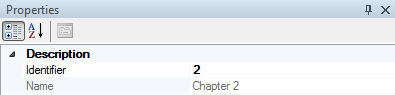 Properties
Description
Identifier 2
Name Chapter 2